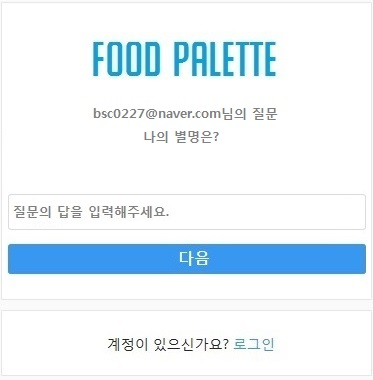 FOOD PALETTE
bsc0227@naver.com님의 질문
나의 별명은?
질문의 답을 입력해주세요.
다음
계정이 있으신가요? 로그인